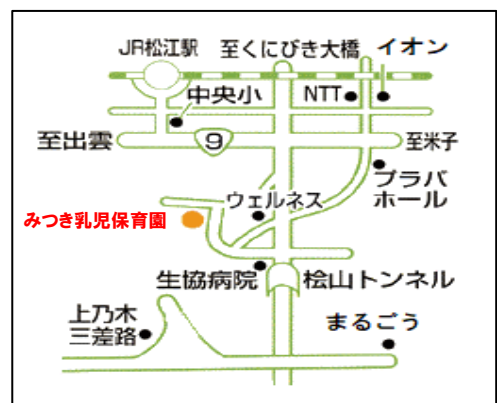 JR松江駅
至くにびき大橋
イオン
中央小
NTT
至出雲
9
至米子
プラバ
ホール
ウェルネス
みつき乳児保育園
生協病院
桧山トンネル
上乃木
三差路
まるごう